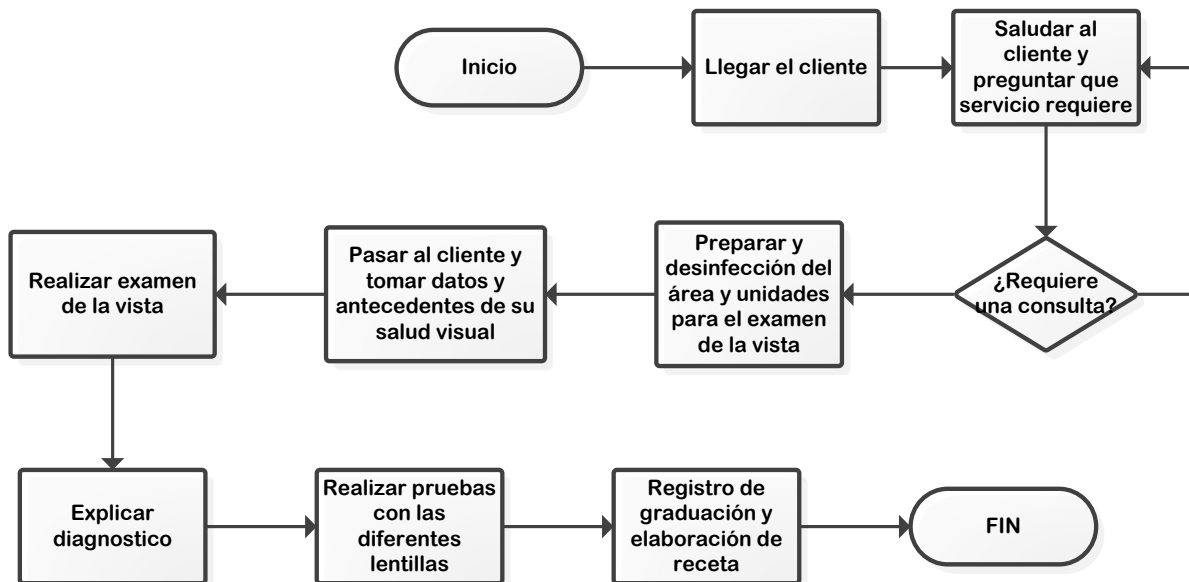 Inicio
Llegar el cliente
Saludar al
cliente y
preguntar que
servicio requiere
¿Requiere
una consulta?
Preparar y
desinfección del
área y unidades
para el examen
de la vista
Pasar al cliente y
tomar datos y
antecedentes de su
salud visual
Realizar examen
de la vista
Explicar
diagnostico
Realizar pruebas
con las
diferentes
lentillas
Registro de
graduación y
elaboración de
receta
FIN